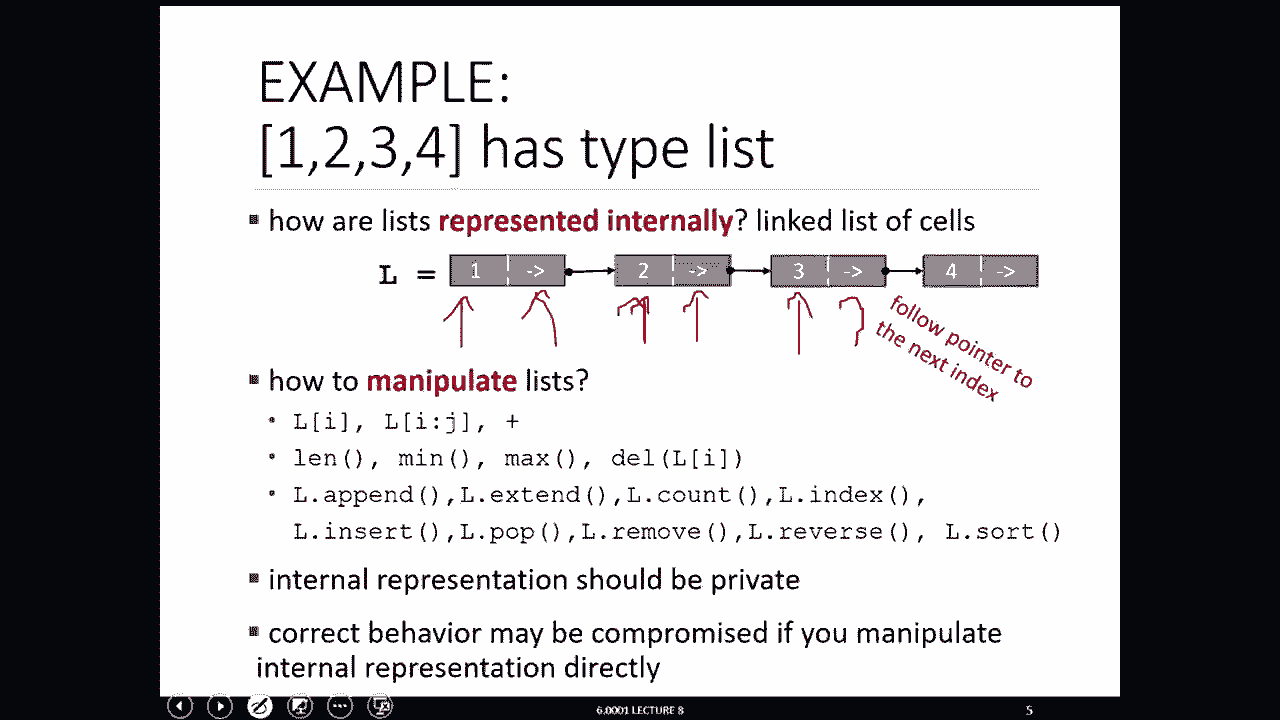 EXAMPLE:
[1,2,3,4] has type list
how are lists represented internally? linked list of cells
L = 1 -> 2 -> 3 -> 4 ->
follow pointer to
the next index
how to manipulate lists?
L[i], L[i:j], +
len(), min(), max(), del(L[i])
L.append(),L.extend(),L.count(),L.index(),
L.insert(),L.pop(),L.remove(),L.reverse(), L.sort()
internal representation should be private
correct behavior may be compromised if you manipulate
internal representation directly
6.0001 LECTURE 8
5